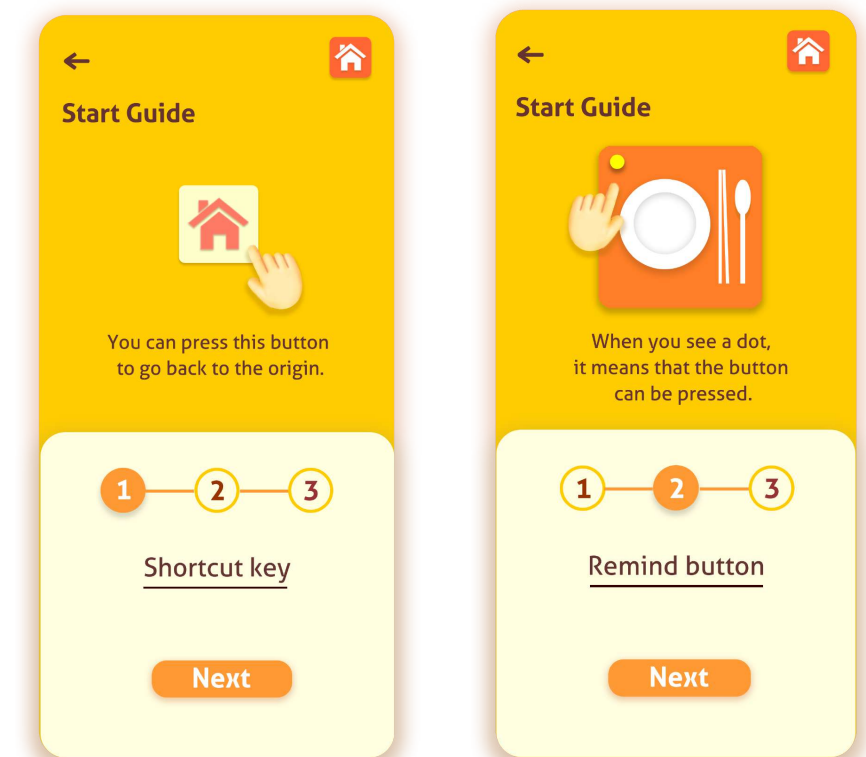 Start Guide
You can press this button
to go back to the origin.
1 2 3
Shortcut key
Next
Start Guide
When you see a dot,
it means that the button
can be pressed.
1 2 3
Remind button
Next